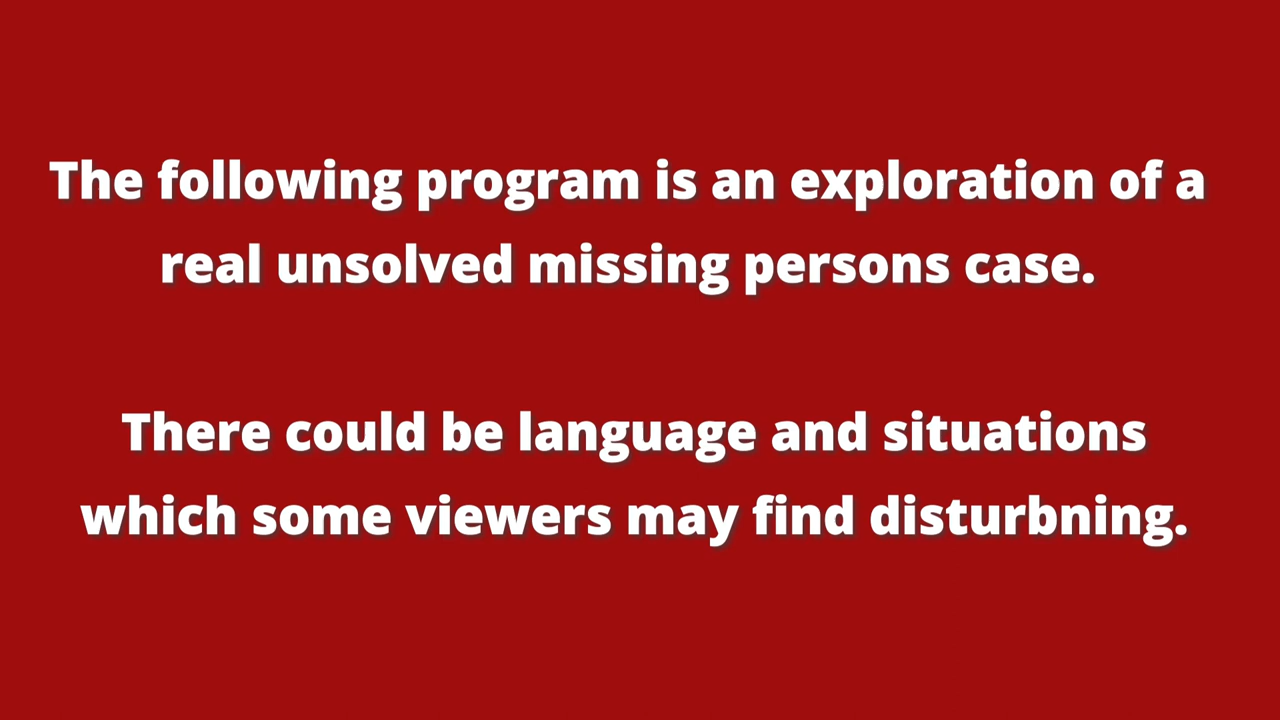 The following program is an exploration of a
real unsolved missing persons case.
There could be language and situations
which some viewers may find disturbning.